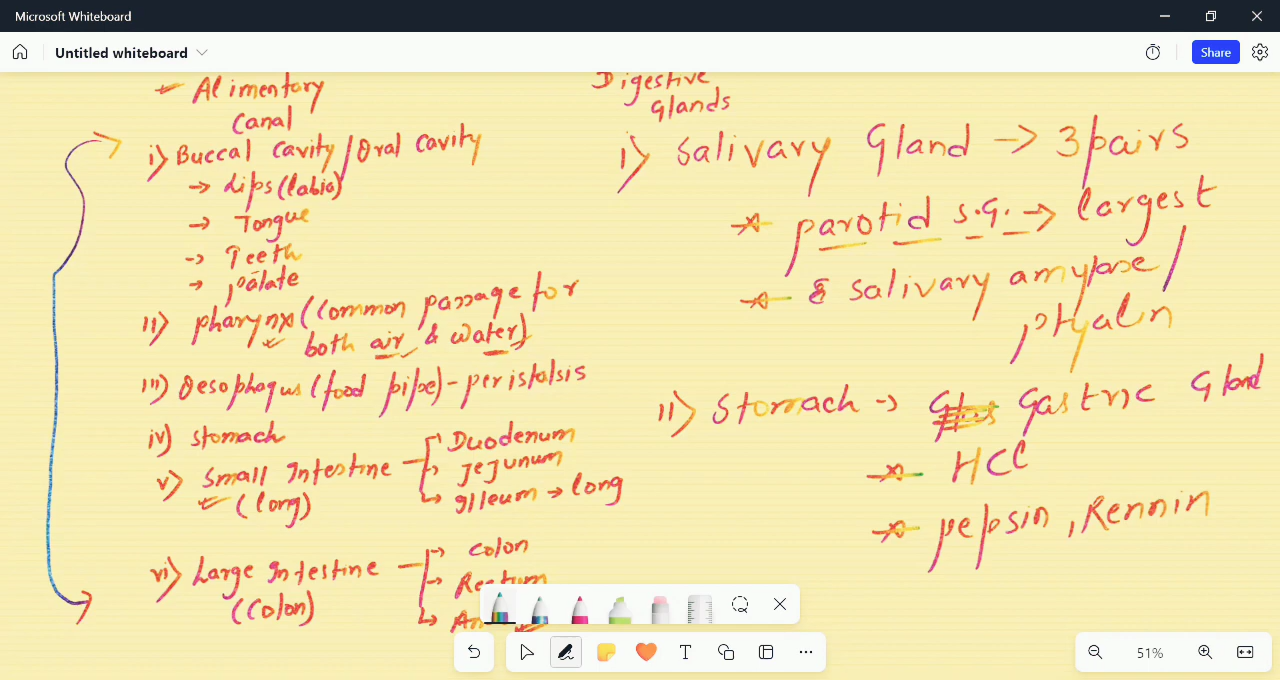 Microsoft Whiteboard
Untitled whiteboard
Share
Alimentary
Canal
i) Buccal Cavity/Oral Cavity
→ Lips (labia)
→ Tongue
→ Teeth
→ palate
ii) pharynx (Common passage for
both air & water)
iii) Oesophagus (food pipe) - peristalsis
iv) Stomach
v) Small Intestine
(long)
Duodenum
Jejunum
Illeum → long
vi) Large Intestine
(Colon)
Colon
Rectum
Digestive
Glands
i) Salivary Gland → 3 pairs
parotid s.g. → largest
& salivary amylase/
ptyalin
ii) Stomach → Gastric Gland
HCl
pepsin, Rennin
T
51%